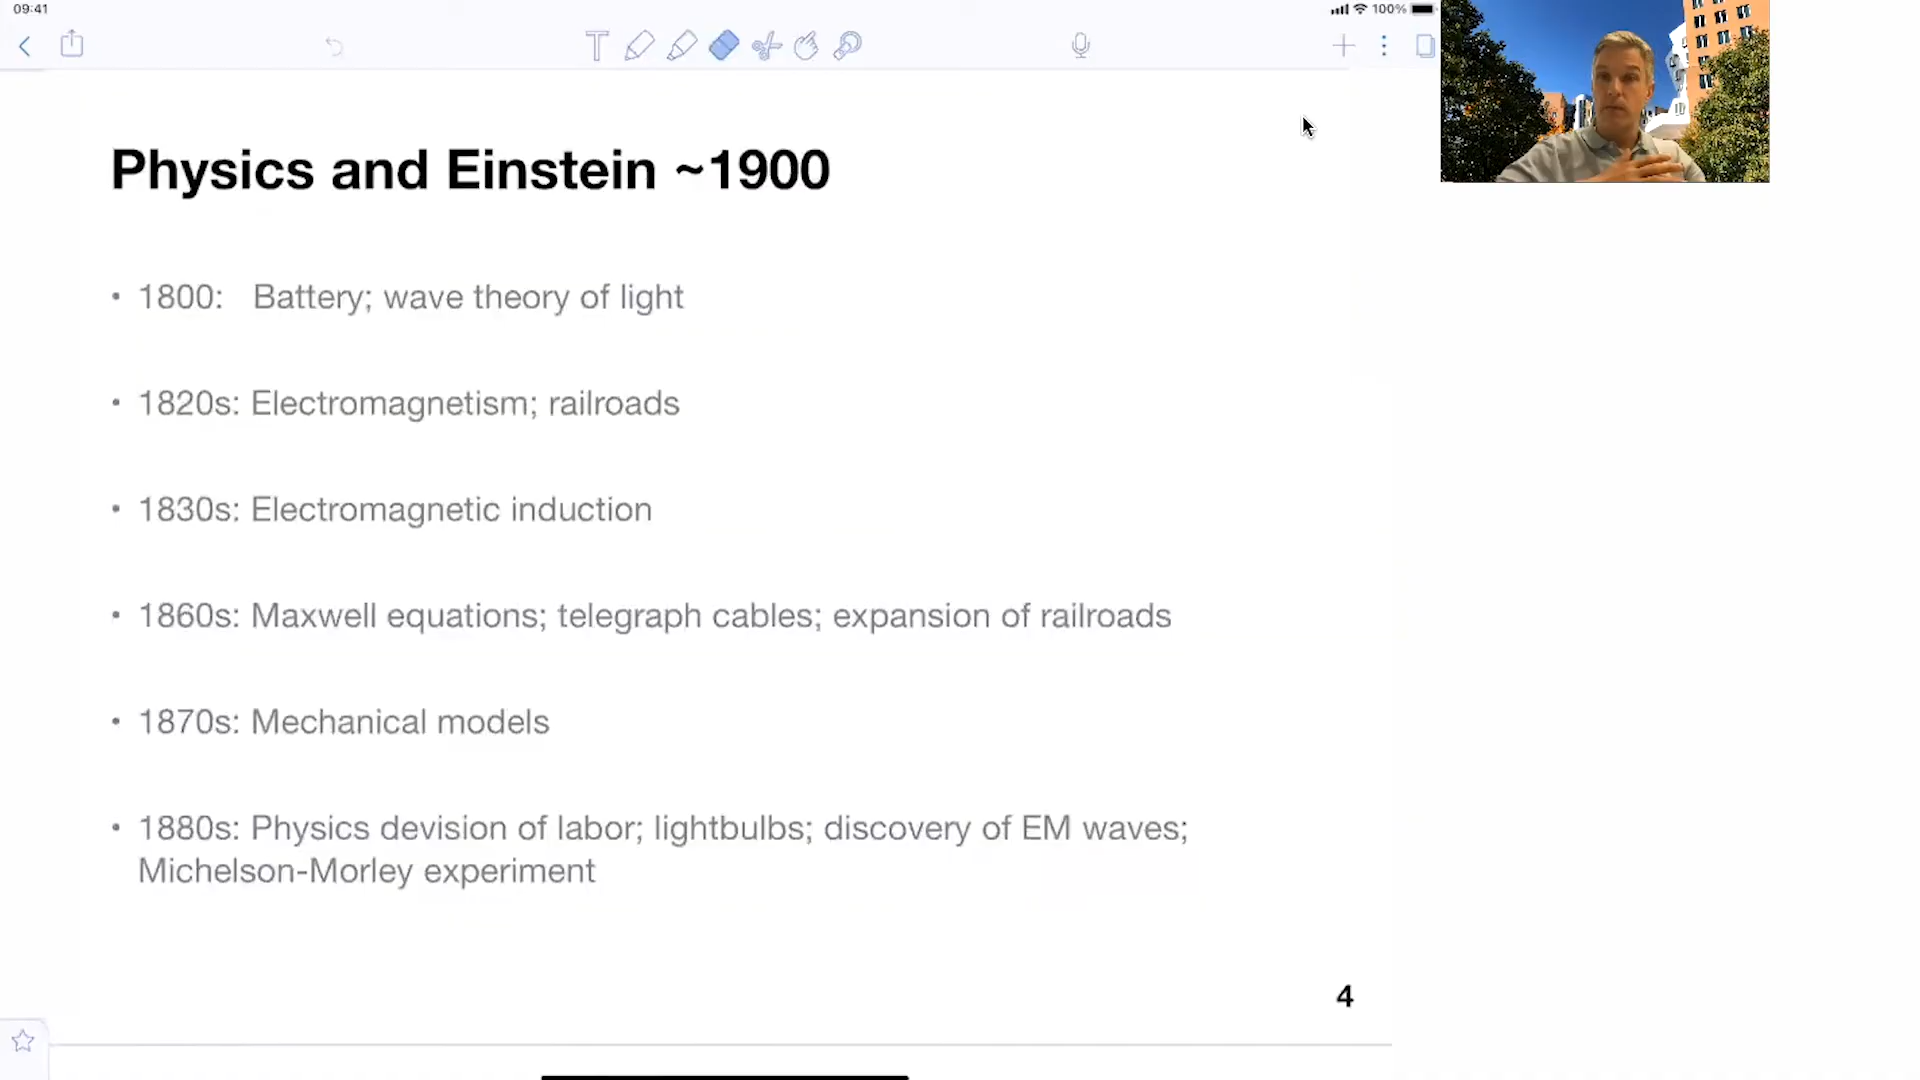 09:41
100%
Physics and Einstein ~1900
• 1800: Battery; wave theory of light
• 1820s: Electromagnetism; railroads
• 1830s: Electromagnetic induction
• 1860s: Maxwell equations; telegraph cables; expansion of railroads
• 1870s: Mechanical models
• 1880s: Physics devision of labor; lightbulbs; discovery of EM waves;
Michelson-Morley experiment
4